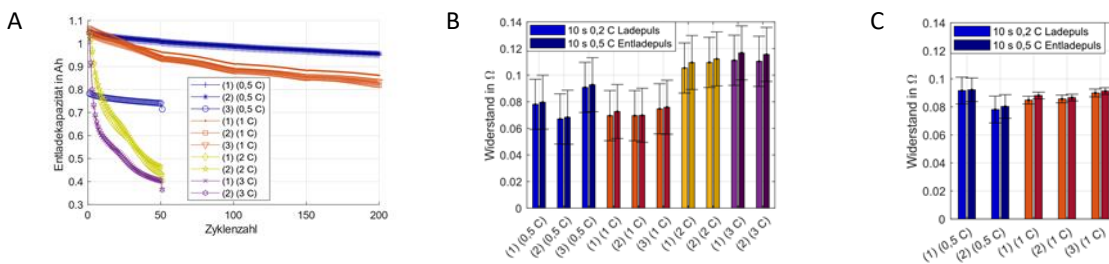 A
Entladekapazität in Ah
1.1
1
0.9
0.8
0.7
0.6
0.5
0.4
0.3
0
50
100
150
200
Zyklenzahl
(1) (0,5 C)
(2) (0,5 C)
(3) (0,5 C)
(1) (1 C)
(2) (1 C)
(3) (1 C)
(1) (2 C)
(2) (2 C)
(1) (3 C)
(2) (3 C)
B
Widerstand in Ω
0.14
0.12
0.1
0.08
0.06
0.04
0.02
0
10 s 0,2 C Ladepuls
10 s 0,5 C Entladepuls
(1) (0,5 C)
(2) (0,5 C)
(3) (0,5 C)
(1) (1 C)
(2) (1 C)
(3) (1 C)
(1) (2 C)
(2) (2 C)
(1) (3 C)
(2) (3 C)
C
Widerstand in Ω
0.14
0.12
0.1
0.08
0.06
0.04
0.02
0
10 s 0,2 C Ladepuls
10 s 0,5 C Entladepuls
(1) (0,5 C)
(2) (0,5 C)
(1) (1 C)
(2) (1 C)
(3) (1 C)